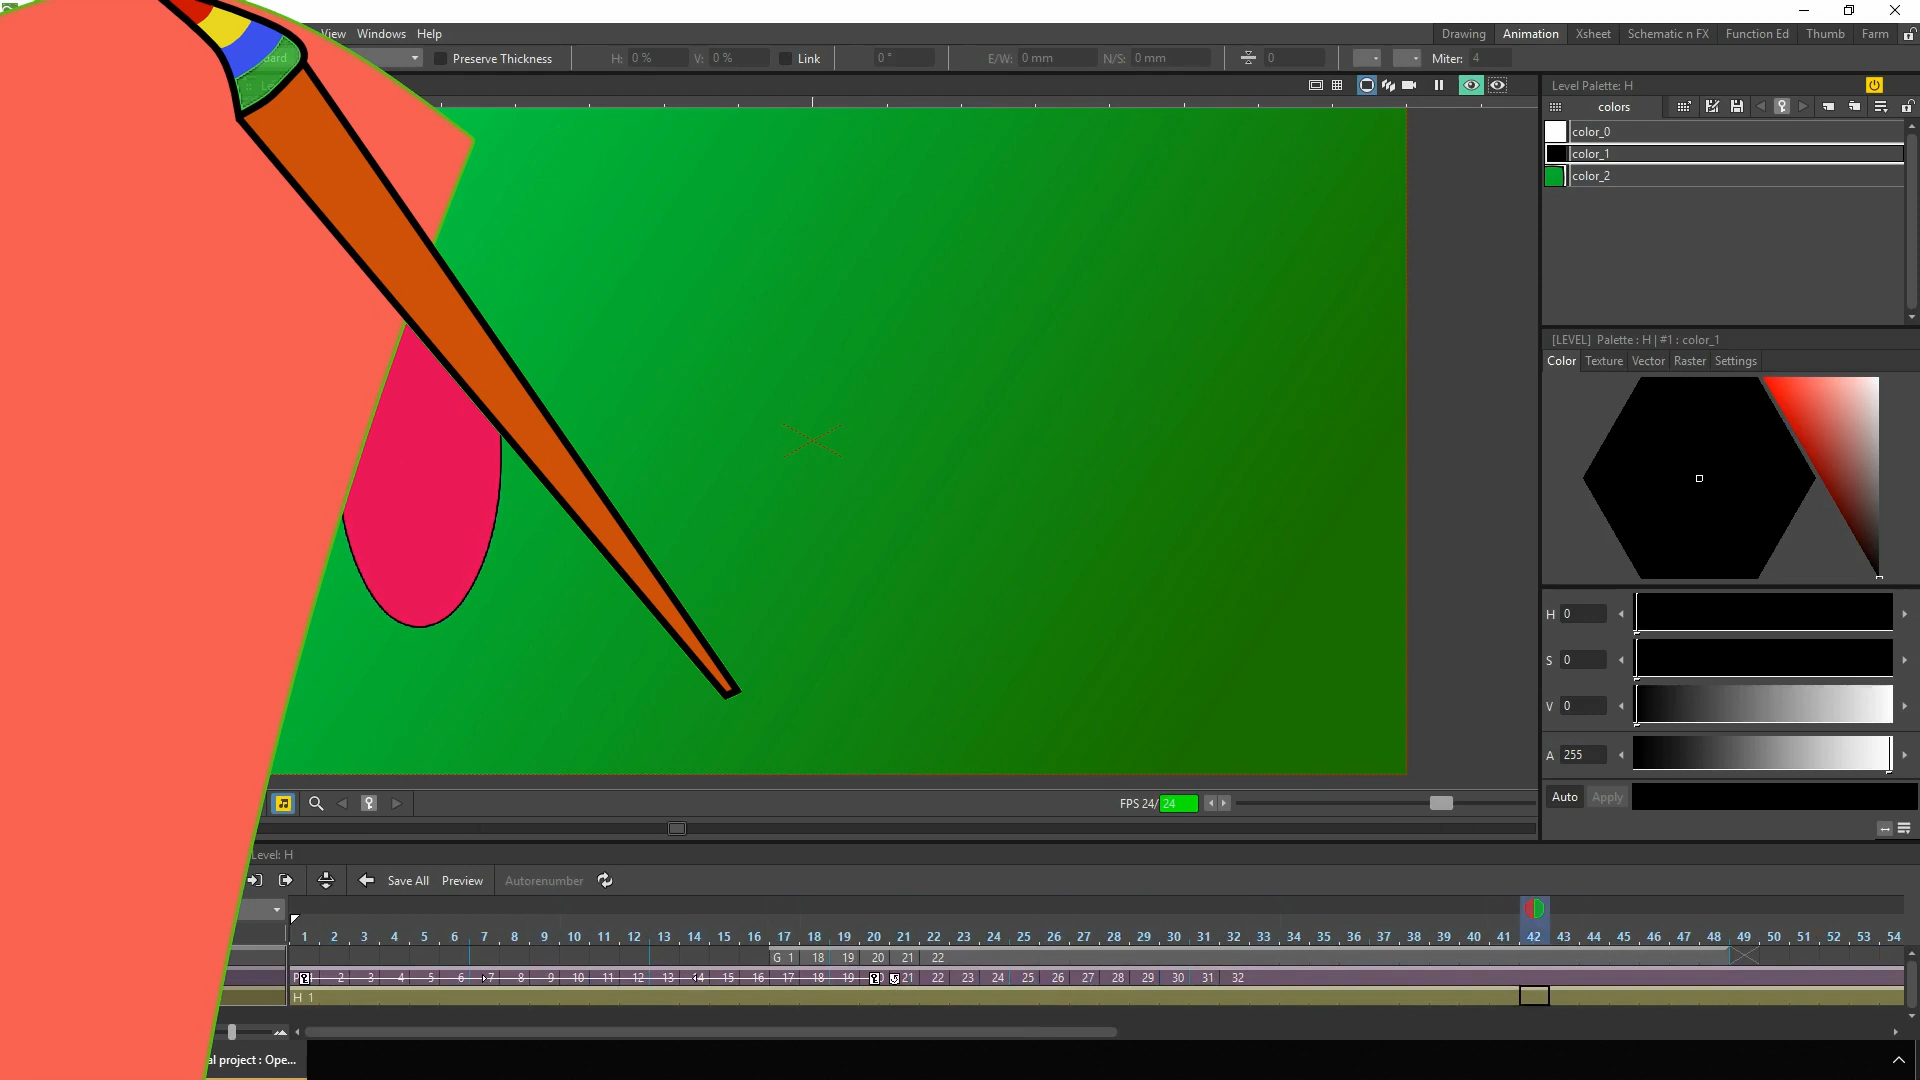 View Windows Help
Drawing Animation Xsheet Schematic n FX Function Ed Thumb Farm
Preserve Thickness H: 0 % V: 0 % Link 0 ° E/W: 0 mm N/S: 0 mm 0 Miter: 4
Level Palette: H
colors
color_0
color_1
color_2
[LEVEL] Palette : H | #1 : color_1
Color Texture Vector Raster Settings
H 0
S 0
V 0
A 255
Auto Apply
FPS 24/ 24
Level: H
Save All Preview Autorenumber
1 2 3 4 5 6 7 8 9 10 11 12 13 14 15 16 17 18 19 20 21 22 23 24 25 26 27 28 29 30 31 32 33 34 35 36 37 38 39 40 41 42 43 44 45 46 47 48 49 50 51 52 53 54
G 1 18 19 20 21 22
2 3 4 5 6 7 8 9 10 11 12 13 14 15 16 17 18 19 21 22 23 24 25 26 27 28 29 30 31 32
H 1
al project : Ope...